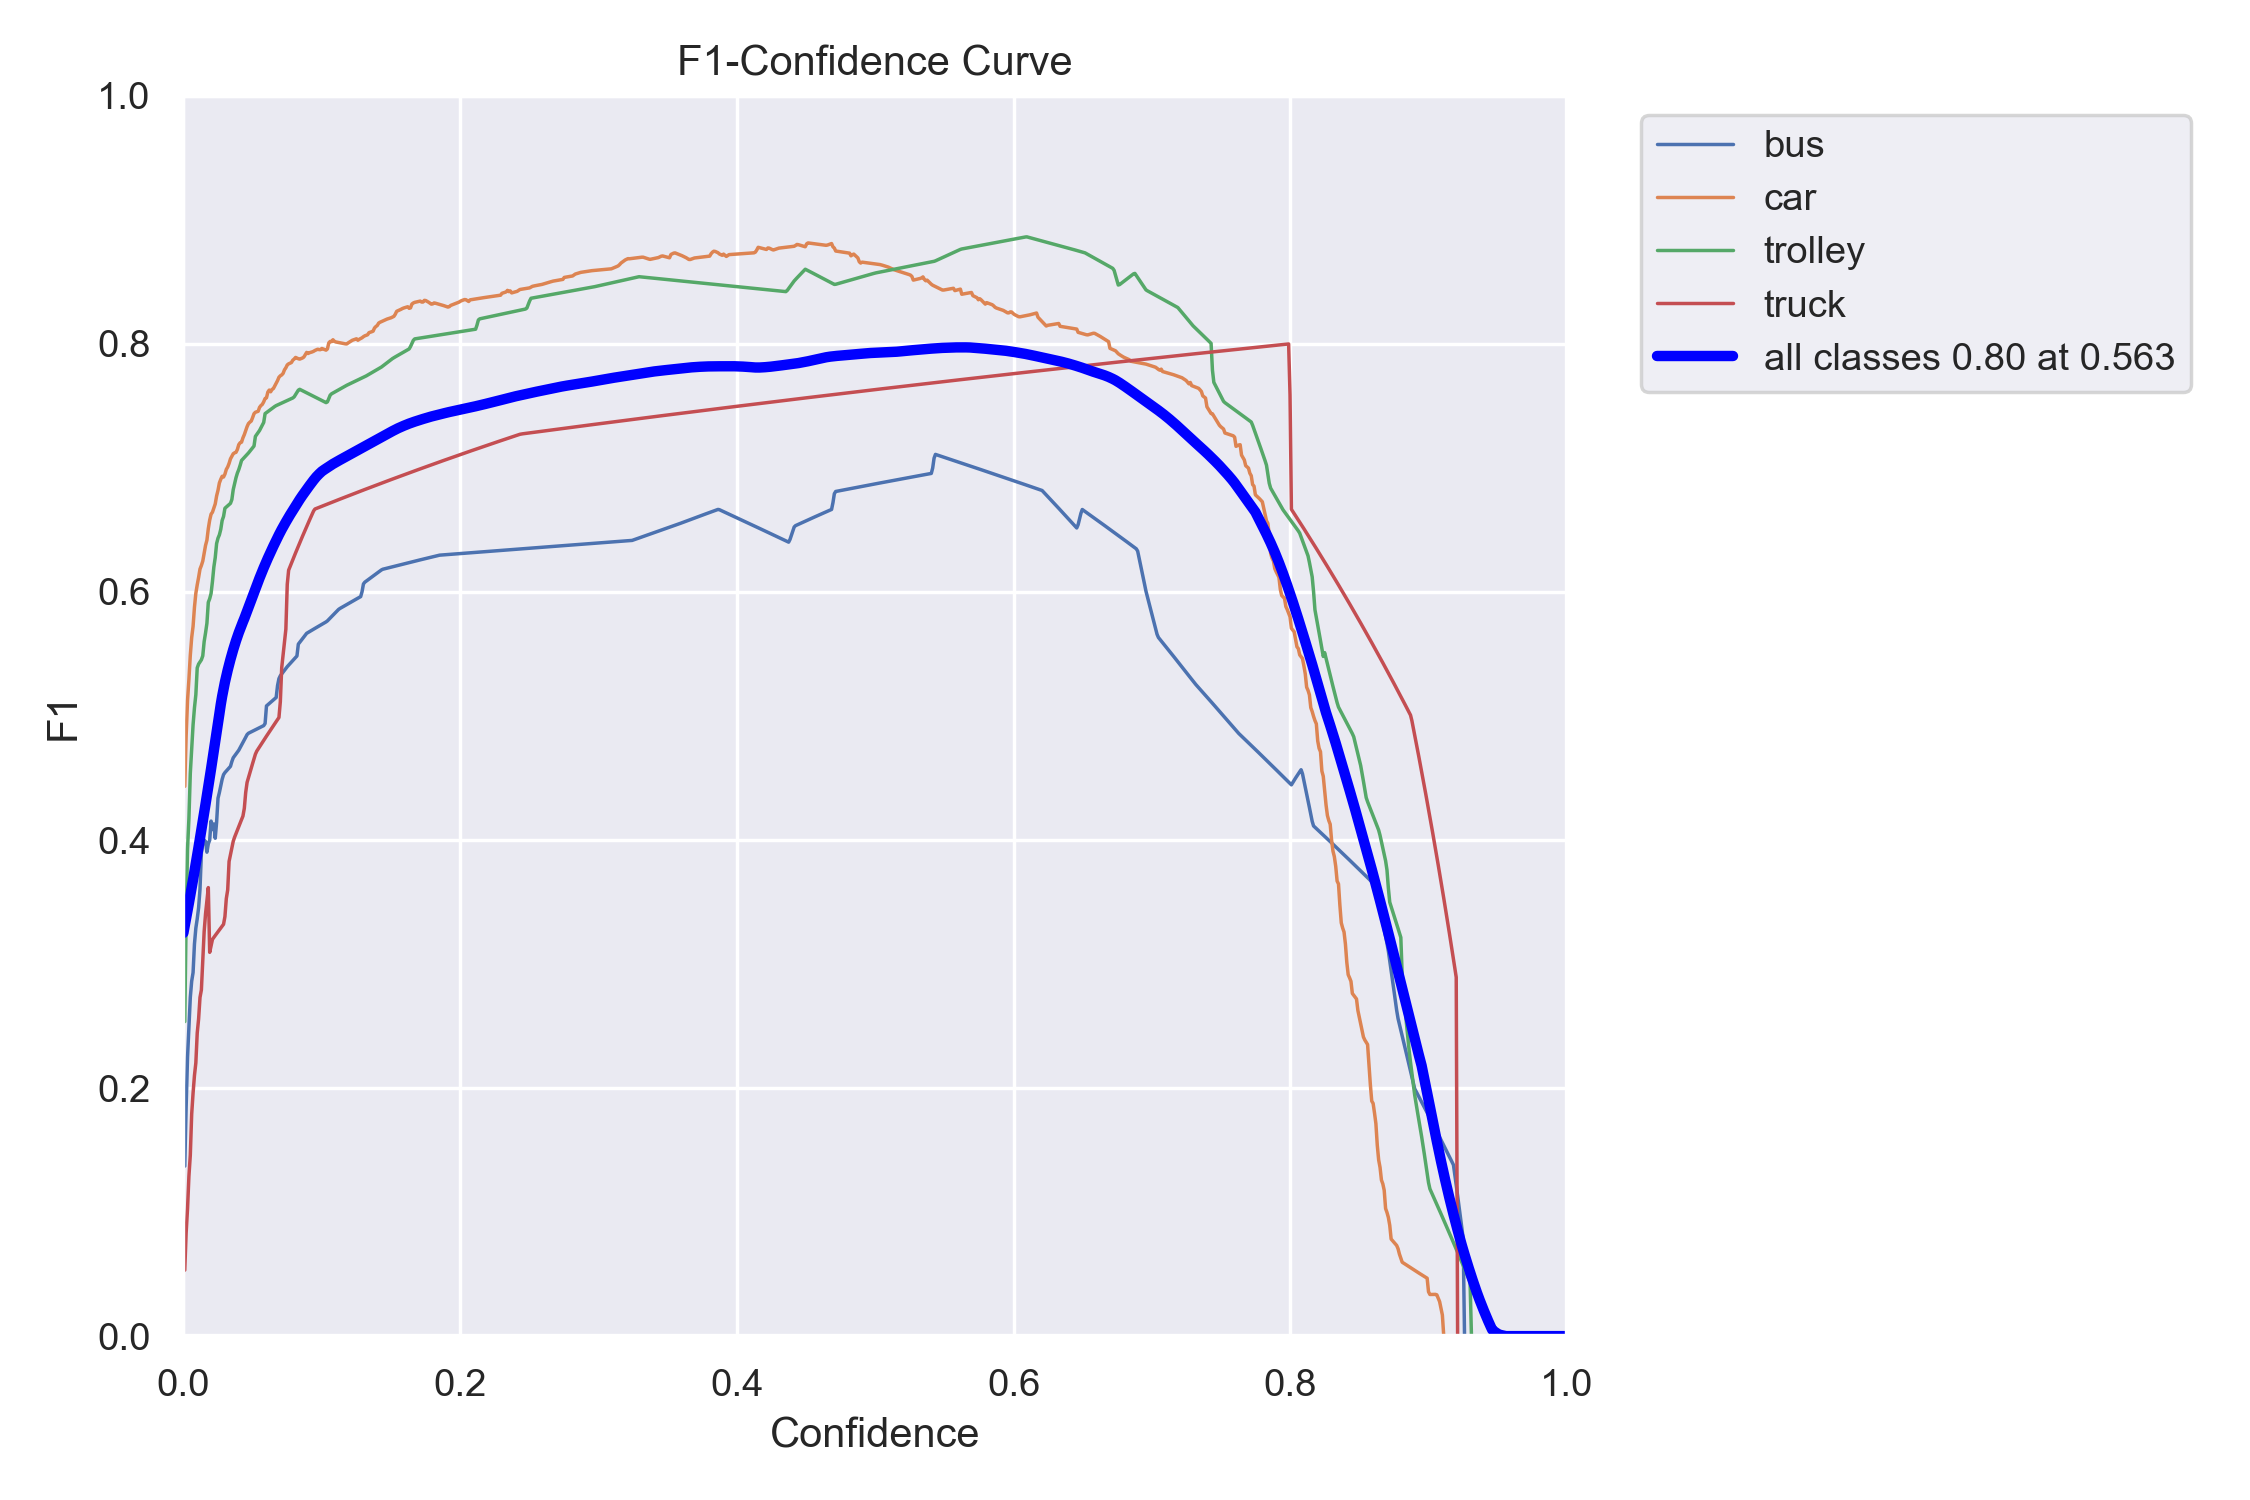 F1-Confidence Curve
1.0
0.8
0.6
0.4
0.2
0.0
F1
0.0 0.2 0.4 0.6 0.8 1.0
Confidence
bus
car
trolley
truck
all classes 0.80 at 0.563